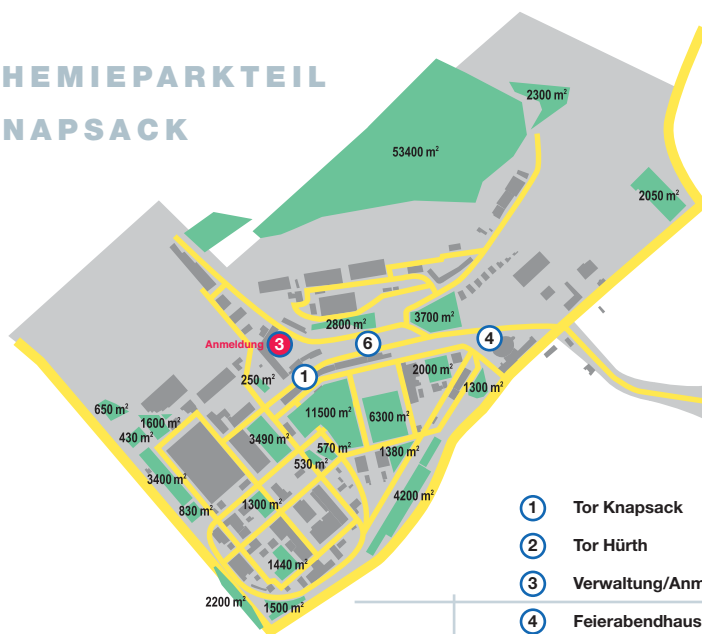 HEMIEPARKTEIL
NAPSACK
2300 m²
53400 m²
2050 m²
2800 m²
3700 m²
Anmeldung 3
6
4
1
250 m²
2000 m²
1300 m²
650 m²
1600 m²
430 m²
11500 m²
6300 m²
3490 m²
570 m²
530 m²
1380 m²
3400 m²
830 m²
1300 m²
4200 m²
1440 m²
2200 m²
1500 m²
1 Tor Knapsack
2 Tor Hürth
3 Verwaltung/Anm
4 Feierabendhaus